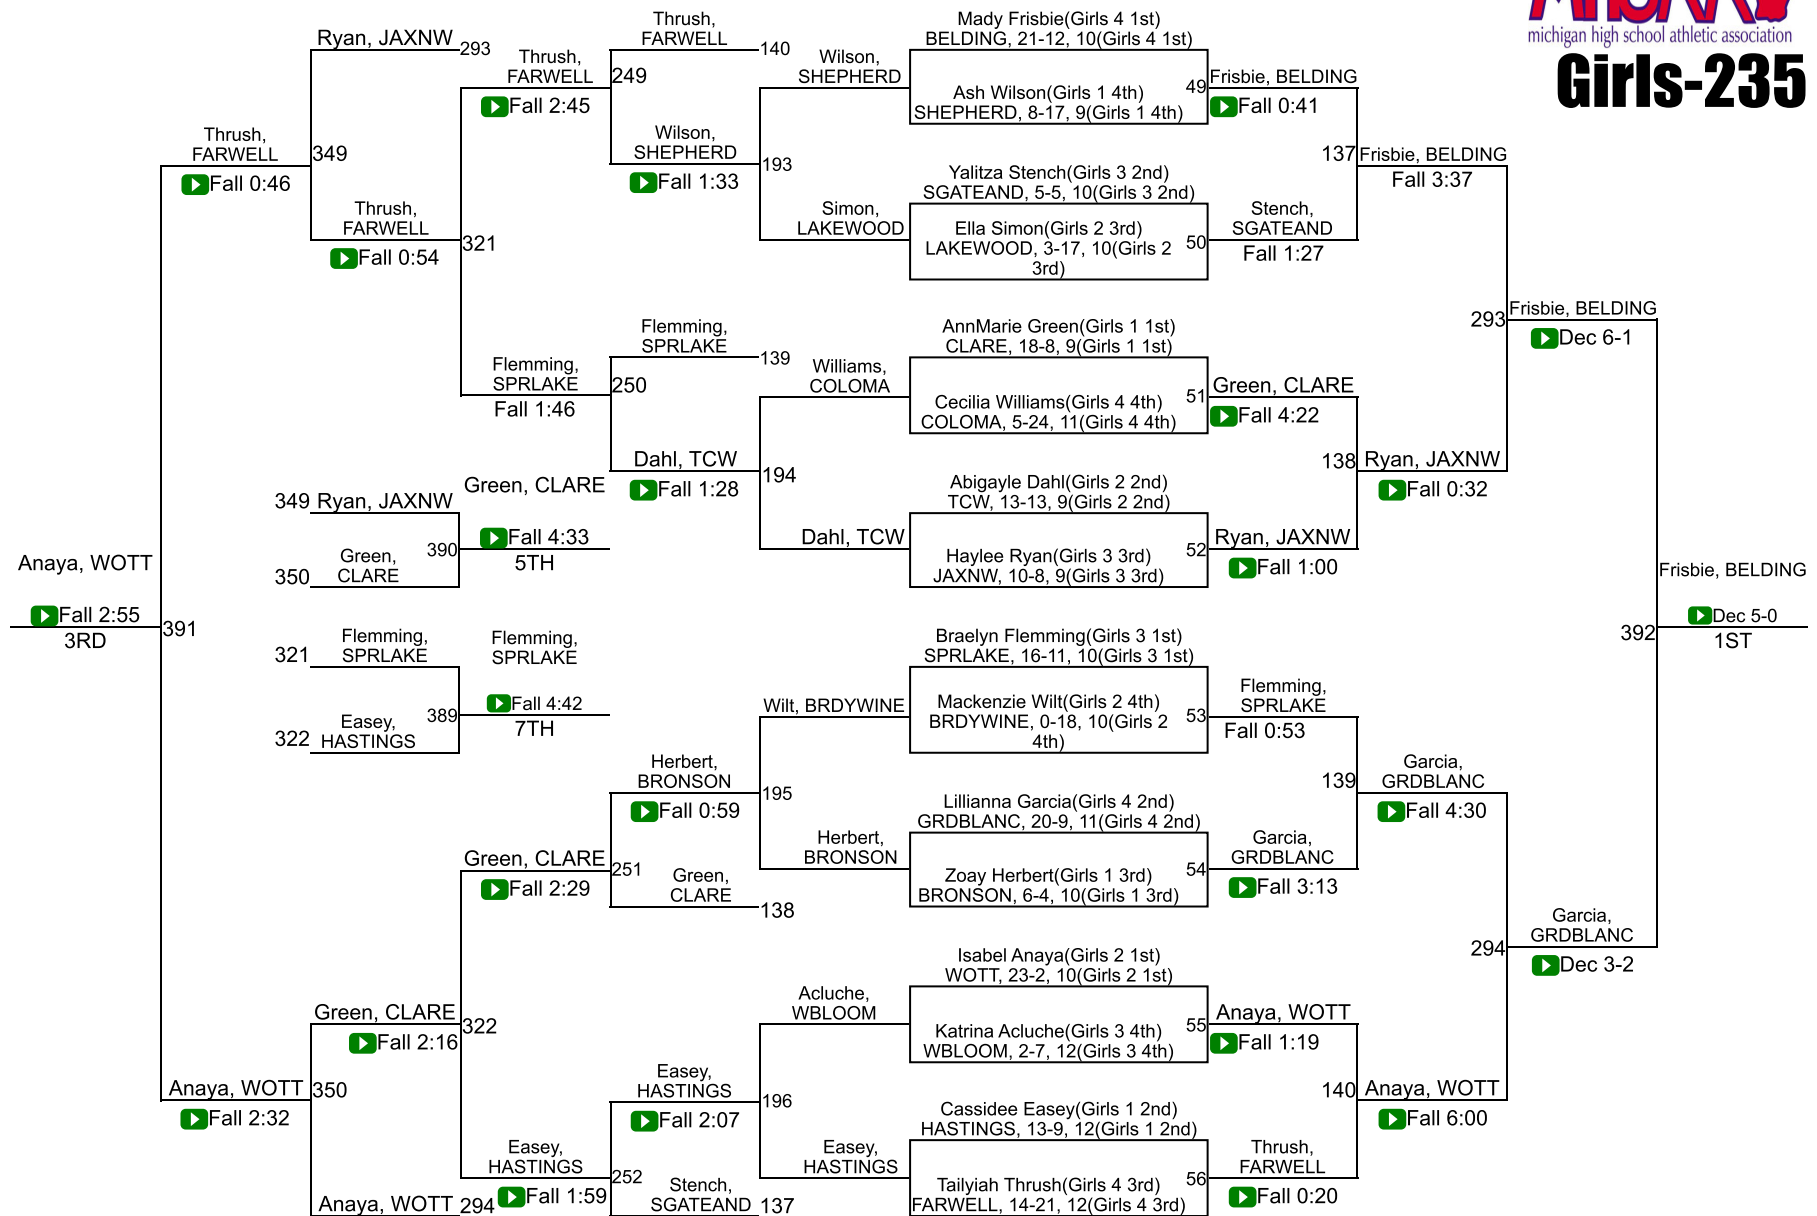 michigan high school athletic association
Girls-235
Ryan, JAXNW
293
Thrush,
FARWELL
Fall 2:45
Thrush,
FARWELL
140
249
Wilson,
SHEPHERD
Fall 1:33
193
Wilson,
SHEPHERD
Mady Frisbie(Girls 4 1st)
BELDING, 21-12, 10(Girls 4 1st)
Ash Wilson(Girls 1 4th)
SHEPHERD, 8-17, 9(Girls 1 4th)
49
Frisbie, BELDING
Fall 0:41
Thrush,
FARWELL
Fall 0:46
349
Thrush,
FARWELL
Fall 0:54
321
Simon,
LAKEWOOD
Yalitza Stench(Girls 3 2nd)
SGATEAND, 5-5, 10(Girls 3 2nd)
Ella Simon(Girls 2 3rd)
LAKEWOOD, 3-17, 10(Girls 2
3rd)
50
Stench,
SGATEAND
Fall 1:27
137
Frisbie, BELDING
Fall 3:37
Flemming,
SPRLAKE
Fall 1:46
Flemming,
SPRLAKE
139
250
Dahl, TCW
Fall 1:28
194
Williams,
COLOMA
AnnMarie Green(Girls 1 1st)
CLARE, 18-8, 9(Girls 1 1st)
Cecilia Williams(Girls 4 4th)
COLOMA, 5-24, 11(Girls 4 4th)
51
Green, CLARE
Fall 4:22
293
Frisbie, BELDING
Dec 6-1
138
Ryan, JAXNW
Fall 0:32
349
Ryan, JAXNW
350
Green,
CLARE
390
Green, CLARE
Fall 4:33
5TH
Dahl, TCW
Abigayle Dahl(Girls 2 2nd)
TCW, 13-13, 9(Girls 2 2nd)
Haylee Ryan(Girls 3 3rd)
JAXNW, 10-8, 9(Girls 3 3rd)
52
Ryan, JAXNW
Fall 1:00
Anaya, WOTT
Fall 2:55
3RD
391
Frisbie, BELDING
Dec 5-0
1ST
392
321
Flemming,
SPRLAKE
322
Easey,
HASTINGS
389
Flemming,
SPRLAKE
Fall 4:42
7TH
Wilt, BRDYWINE
Braelyn Flemming(Girls 3 1st)
SPRLAKE, 16-11, 10(Girls 3 1st)
Mackenzie Wilt(Girls 2 4th)
BRDYWINE, 0-18, 10(Girls 2
4th)
53
Flemming,
SPRLAKE
Fall 0:53
Herbert,
BRONSON
Fall 0:59
195
139
Garcia,
GRDBLANC
Fall 4:30
Green, CLARE
Fall 2:29
251
Green,
CLARE
138
Herbert,
BRONSON
Lillianna Garcia(Girls 4 2nd)
GRDBLANC, 20-9, 11(Girls 4 2nd)
Zoay Herbert(Girls 1 3rd)
BRONSON, 6-4, 10(Girls 1 3rd)
54
Garcia,
GRDBLANC
Fall 3:13
294
Garcia,
GRDBLANC
Dec 3-2
Green, CLARE
Fall 2:16
322
Acluche,
WBLOOM
Isabel Anaya(Girls 2 1st)
WOTT, 23-2, 10(Girls 2 1st)
Katrina Acluche(Girls 3 4th)
WBLOOM, 2-7, 12(Girls 3 4th)
55
Anaya, WOTT
Fall 1:19
Anaya, WOTT
Fall 2:32
350
Easey,
HASTINGS
Fall 2:07
196
140
Anaya, WOTT
Fall 6:00
Easey,
HASTINGS
Fall 1:59
252
Easey,
HASTINGS
Cassidee Easey(Girls 1 2nd)
HASTINGS, 13-9, 12(Girls 1 2nd)
Tailyiah Thrush(Girls 4 3rd)
FARWELL, 14-21, 12(Girls 4 3rd)
56
Thrush,
FARWELL
Fall 0:20
Anaya, WOTT
294
Stench,
SGATEAND
137